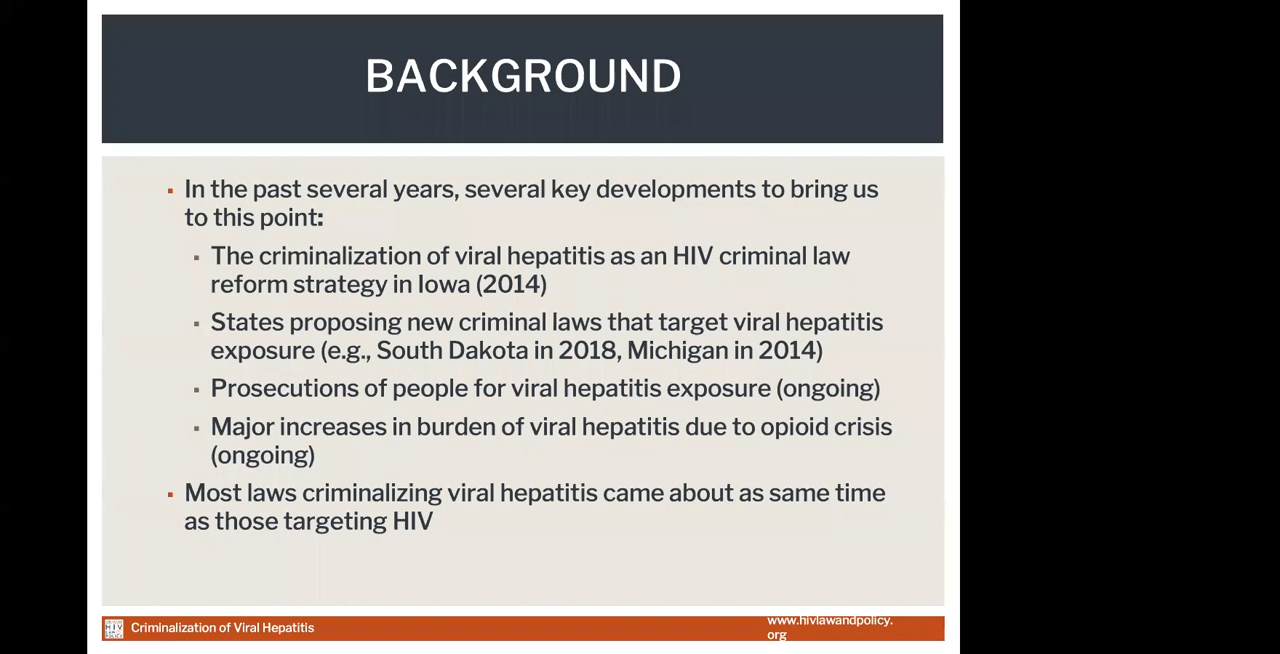 BACKGROUND
In the past several years, several key developments to bring us
to this point:
The criminalization of viral hepatitis as an HIV criminal law
reform strategy in Iowa (2014)
States proposing new criminal laws that target viral hepatitis
exposure (e.g., South Dakota in 2018, Michigan in 2014)
Prosecutions of people for viral hepatitis exposure (ongoing)
Major increases in burden of viral hepatitis due to opioid crisis
(ongoing)
Most laws criminalizing viral hepatitis came about as same time
as those targeting HIV
HIV
Criminalization of Viral Hepatitis
www.hivlawandpolicy.
org